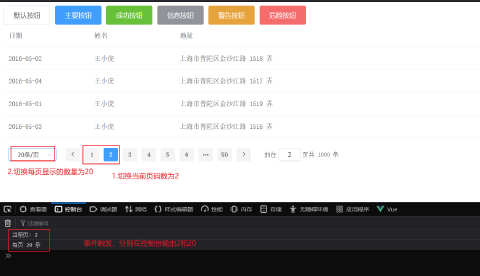 默认按钮 主要按钮 成功按钮 信息按钮 警告按钮 危险按钮
日期 姓名 地址
2016-05-02 王小虎 上海市普陀区金沙江路 1518 弄
2016-05-04 王小虎 上海市普陀区金沙江路 1517 弄
2016-05-01 王小虎 上海市普陀区金沙江路 1519 弄
2016-05-03 王小虎 上海市普陀区金沙江路 1516 弄
20条/页 1 2 3 4 5 6 ••• 50 前往 2 页共 1000 条
2.切换每页显示的数量为20
1.切换当前页码数为2
查看器 控制台 调试器 网络 {} 样式编辑器 性能 内存 存储 无障碍环境 应用程序 Vue
过滤输出
当前页: 2
每页 20 条
事件触发，分别在控制台输出2和20